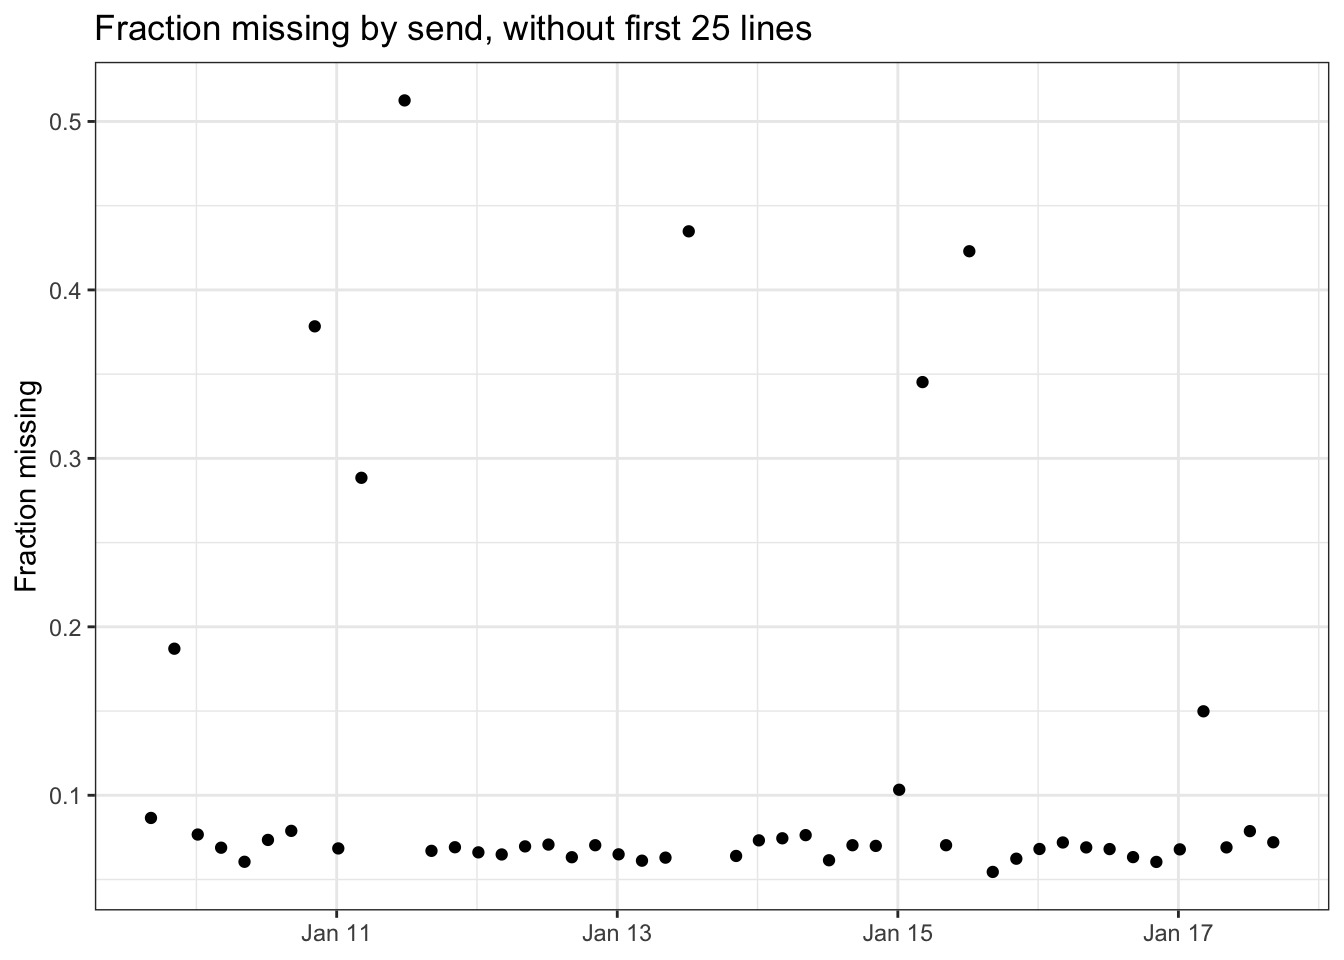 Fraction missing by send, without first 25 lines
Fraction missing
0.5
0.4
0.3
0.2
0.1
Jan 11 Jan 13 Jan 15 Jan 17